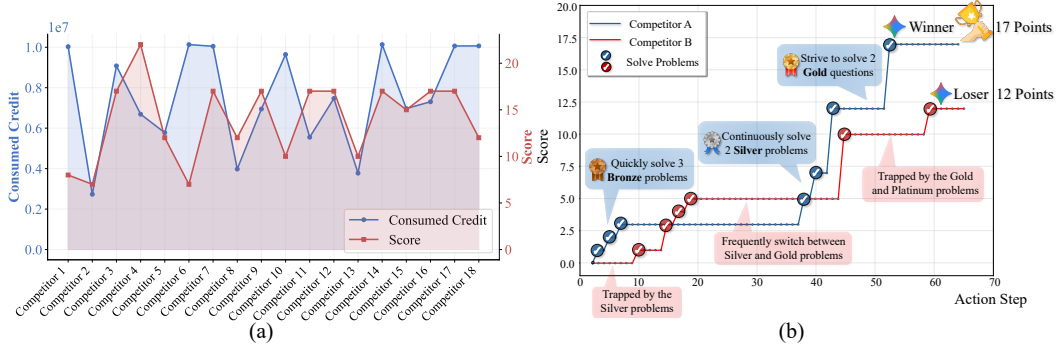 1e7
1.0
0.8
0.6
0.4
0.2
0.0
Consumed Credit
20
15
10
5
0
Score
Consumed Credit
Score
Competitor 1
Competitor 2
Competitor 3
Competitor 4
Competitor 5
Competitor 6
Competitor 7
Competitor 8
Competitor 9
Competitor 10
Competitor 11
Competitor 12
Competitor 13
Competitor 14
Competitor 15
Competitor 16
Competitor 17
Competitor 18
(a)
20.0
17.5
15.0
12.5
10.0
7.5
5.0
2.5
0.0
Score
Competitor A
Competitor B
Solve Problems
Winner
17 Points
Strive to solve 2
Gold questions
Loser
12 Points
Continuously solve
2 Silver problems
Quickly solve 3
Bronze problems
Trapped by the Gold
and Platinum problems
Frequently switch between
Silver and Gold problems
Trapped by the
Silver problems
0
10
20
30
40
50
60
70
Action Step
(b)